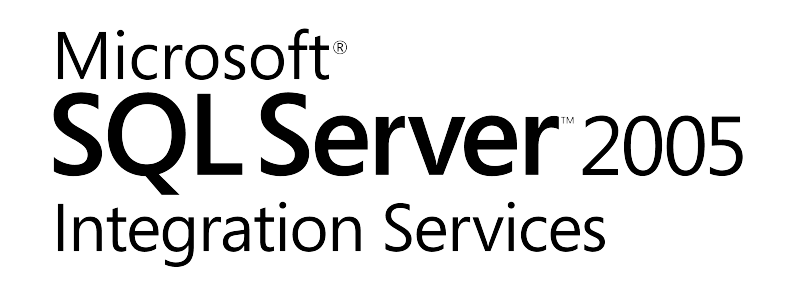 Microsoft®
SQL Server™ 2005
Integration Services